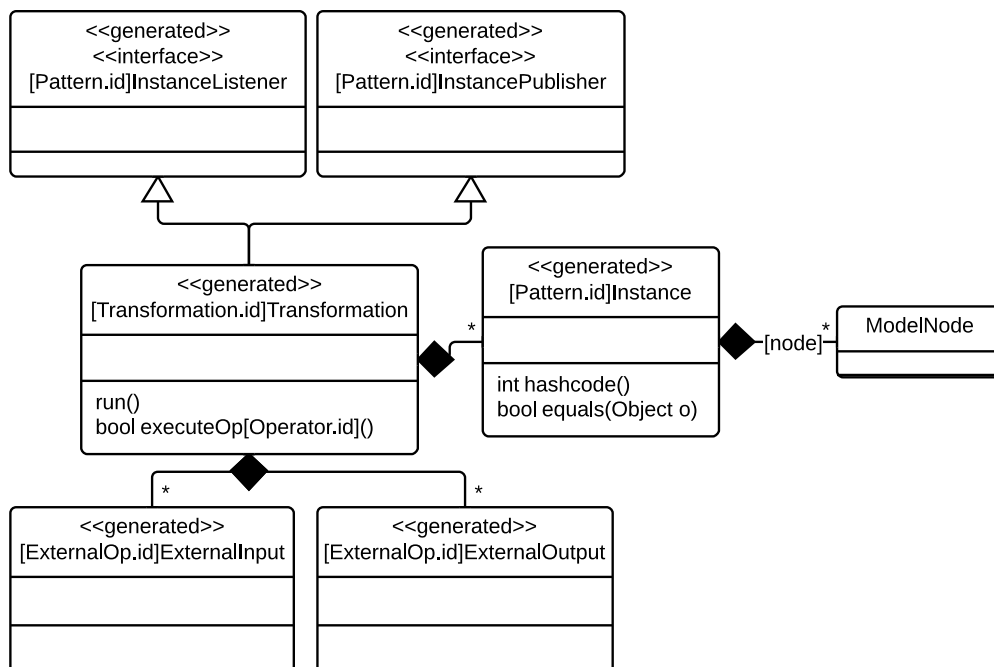 <<generated>>
<<interface>>
[Pattern.id]InstanceListener
<<generated>>
<<interface>>
[Pattern.id]InstancePublisher
<<generated>>
[Transformation.id]Transformation
run()
bool executeOp[Operator.id]()
*
<<generated>>
[Pattern.id]Instance
int hashcode()
bool equals(Object o)
[node]
*
ModelNode
*
*
<<generated>>
[ExternalOp.id]ExternalInput
<<generated>>
[ExternalOp.id]ExternalOutput